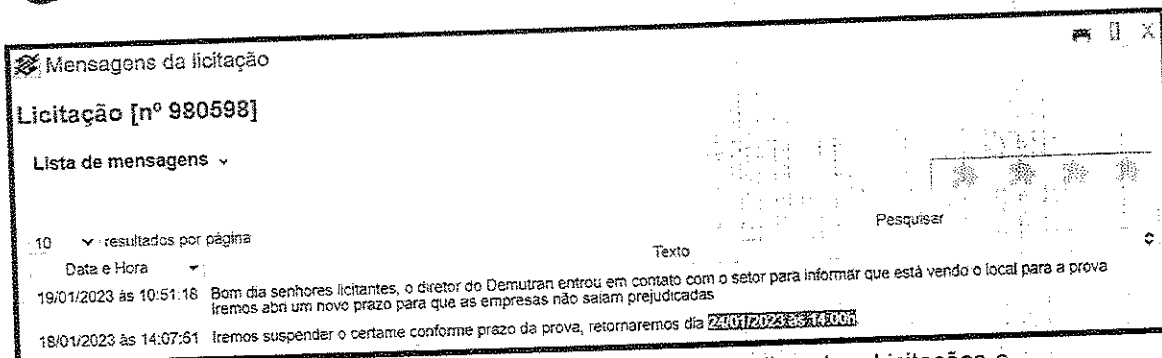 Mensagens da licitação
Licitação [nº 980598]
Lista de mensagens
Pesquisar
10 resultados por página
Data e Hora Texto
19/01/2023 às 10:51:18 Bom dia senhores licitantes, o diretor do Demutran entrou em contato com o setor para informar que está vendo o local para a prova
Iremos abri um novo prazo para que as empresas não saiam prejudicadas
18/01/2023 às 14:07:51 Iremos suspender o certame conforme prazo da prova, retornaremos dia 24/01/2023 às 14:00h.